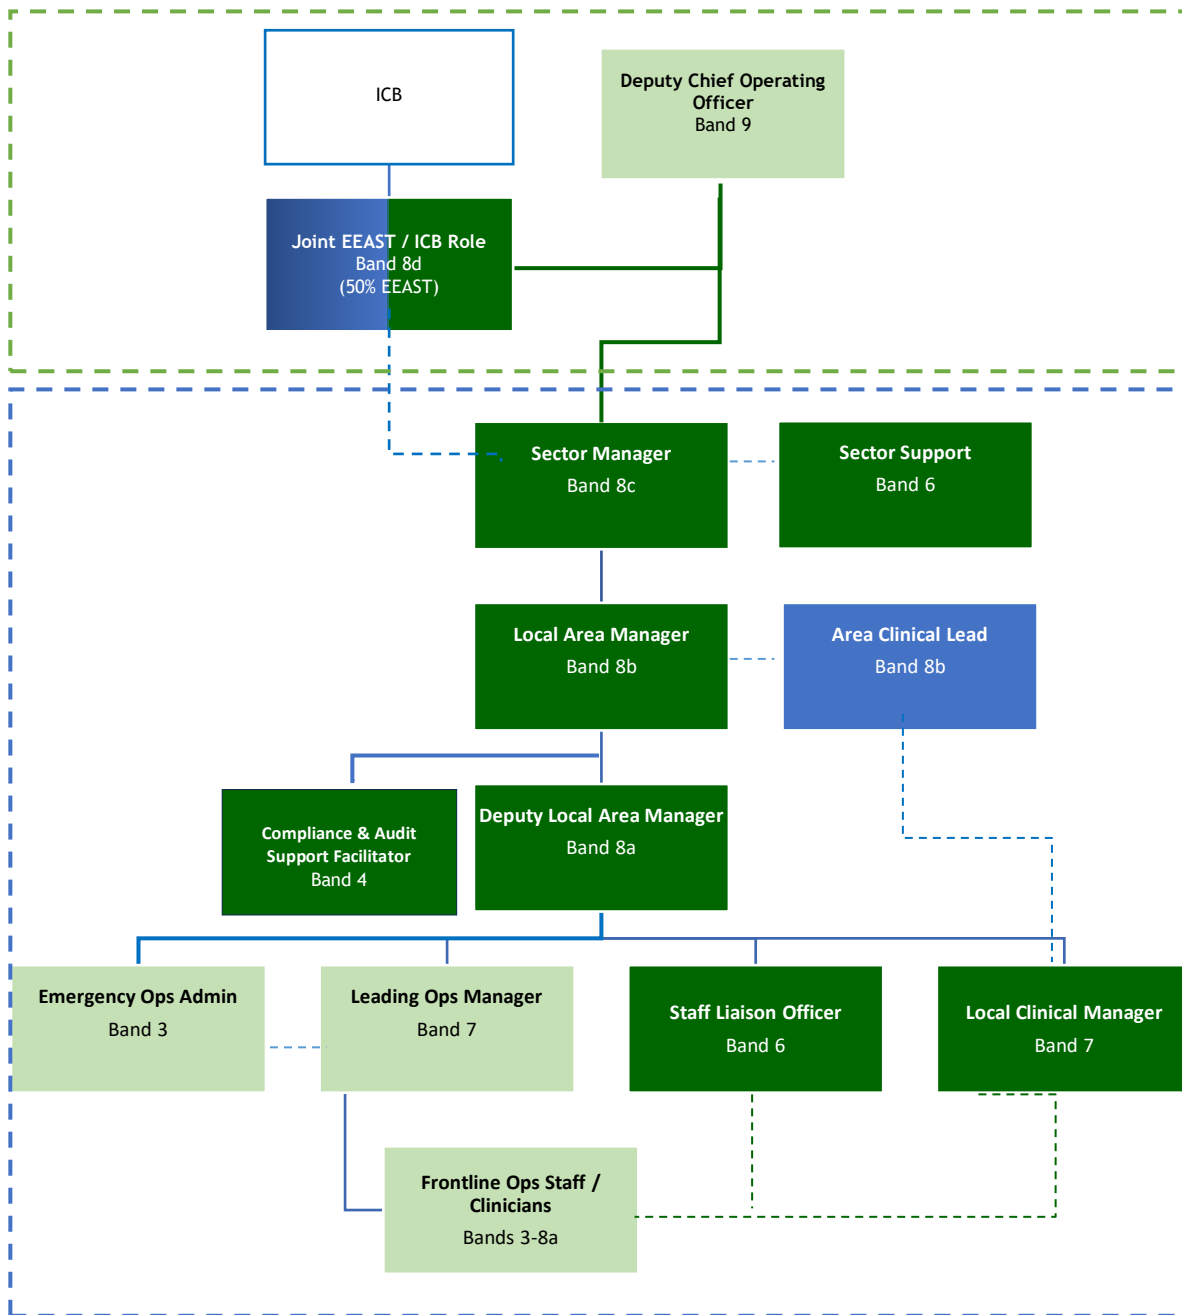 ICB
Deputy Chief Operating
Officer
Band 9
Joint EEAST / ICB Role
Band 8d
(50% EEAST)
Sector Manager
Band 8c
Sector Support
Band 6
Local Area Manager
Band 8b
Area Clinical Lead
Band 8b
Compliance & Audit
Support Facilitator
Band 4
Deputy Local Area Manager
Band 8a
Emergency Ops Admin
Band 3
Leading Ops Manager
Band 7
Staff Liaison Officer
Band 6
Local Clinical Manager
Band 7
Frontline Ops Staff /
Clinicians
Bands 3-8a